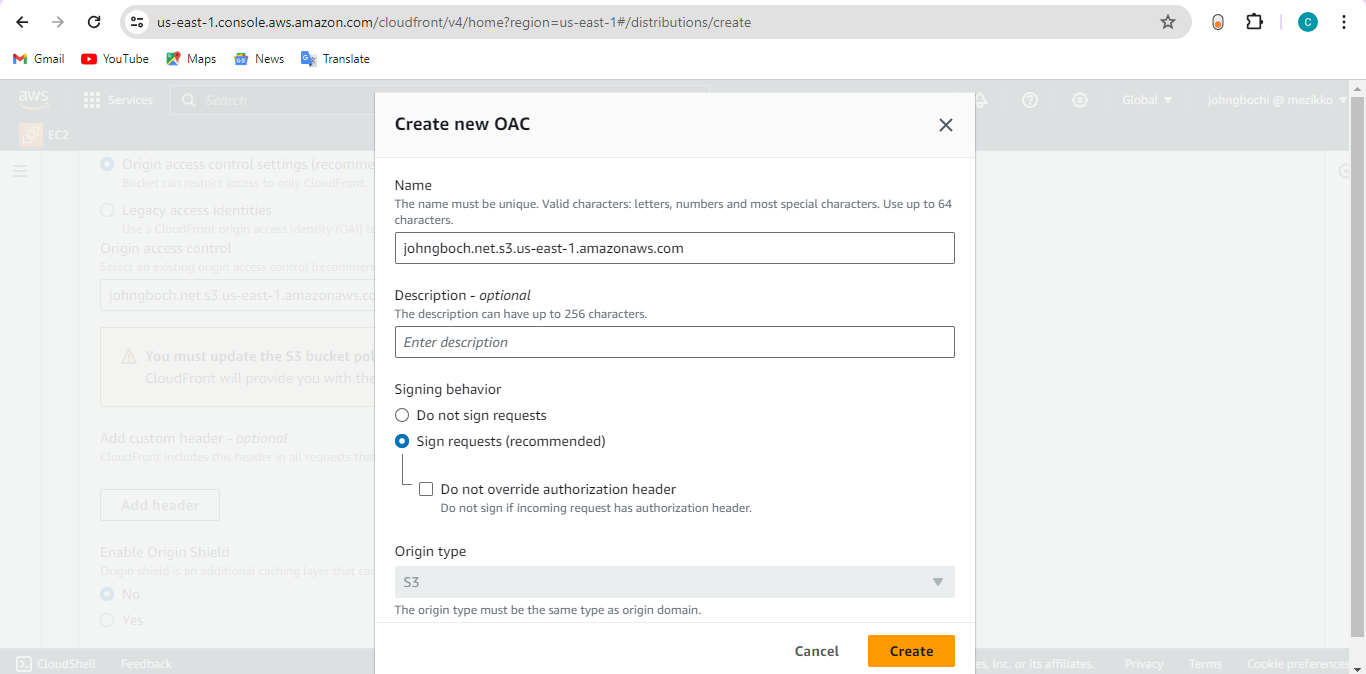 us-east-1.console.aws.amazon.com/cloudfront/v4/home?region=us-east-1#/distributions/create
C
Gmail YouTube Maps News Translate
aws Services Search Global johngbochi @ mezikko
EC2
Create new OAC
Origin access control settings (recomme
Bucket can restrict access to only CloudFront.
Legacy access identities
Use a CloudFront origin access identity (OAI) to
Origin access control
Select an existing origin access control (recommen
johngboch.net.s3.us-east-1.amazonaws.co
You must update the S3 bucket pol
CloudFront will provide you with the
Add custom header - optional
CloudFront includes this header in all requests tha
Add header
Enable Origin Shield
Origin shield is an additional caching layer that can
No
Yes
Name
The name must be unique. Valid characters: letters, numbers and most special characters. Use up to 64
characters.
johngboch.net.s3.us-east-1.amazonaws.com
Description - optional
The description can have up to 256 characters.
Enter description
Signing behavior
Do not sign requests
Sign requests (recommended)
Do not override authorization header
Do not sign if incoming request has authorization header.
Origin type
S3
The origin type must be the same type as origin domain.
Cancel Create
CloudShell Feedback es, Inc. or its affiliates. Privacy Terms Cookie preferences